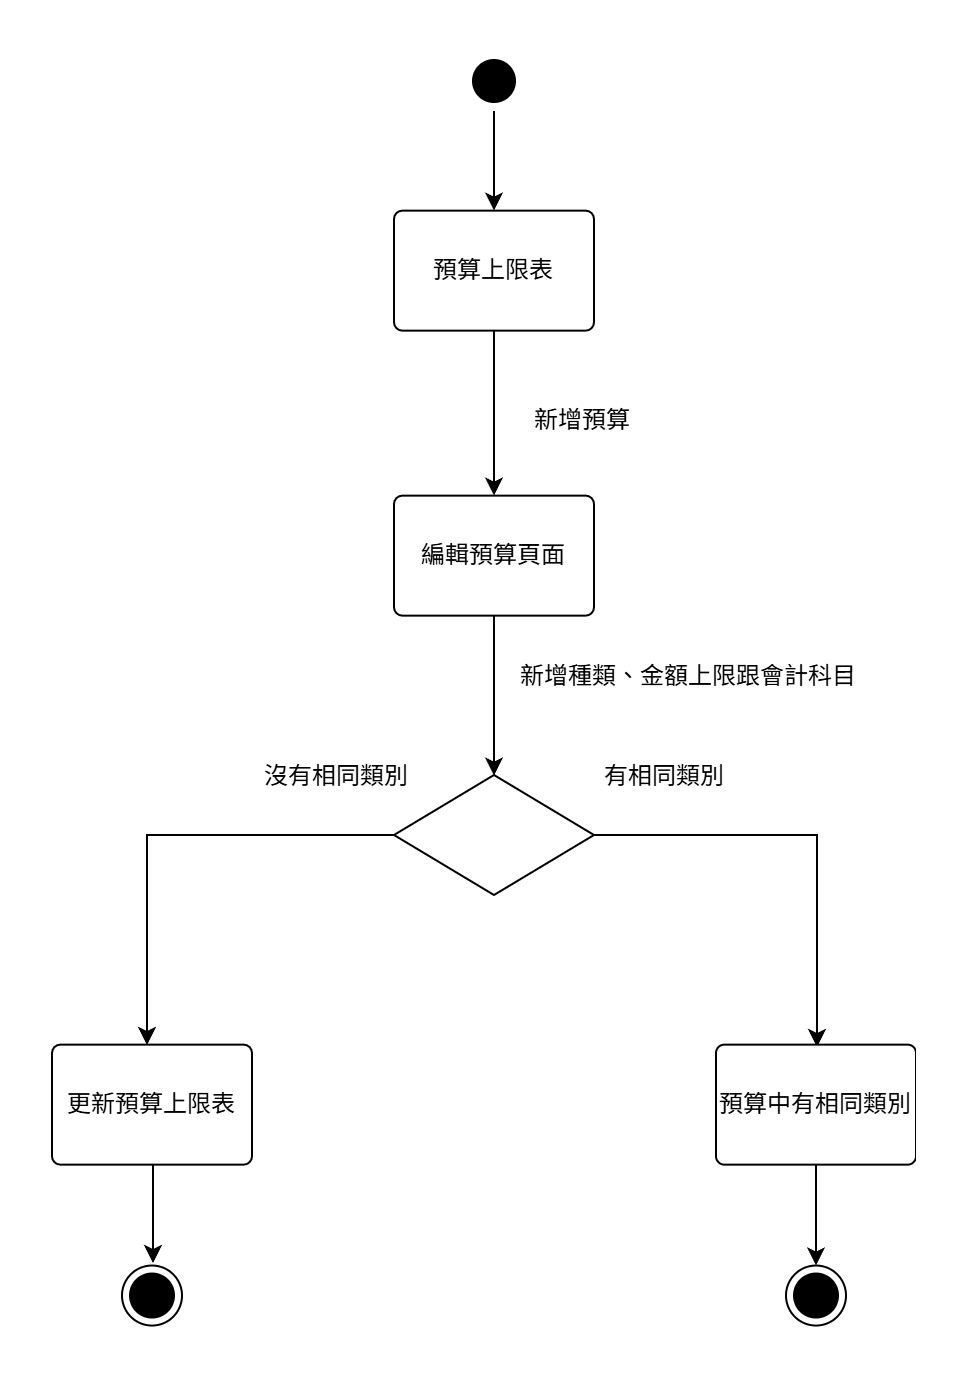 預算上限表
新增預算
編輯預算頁面
新增種類、金額上限跟會計科目
沒有相同類別
有相同類別
更新預算上限表
預算中有相同類別